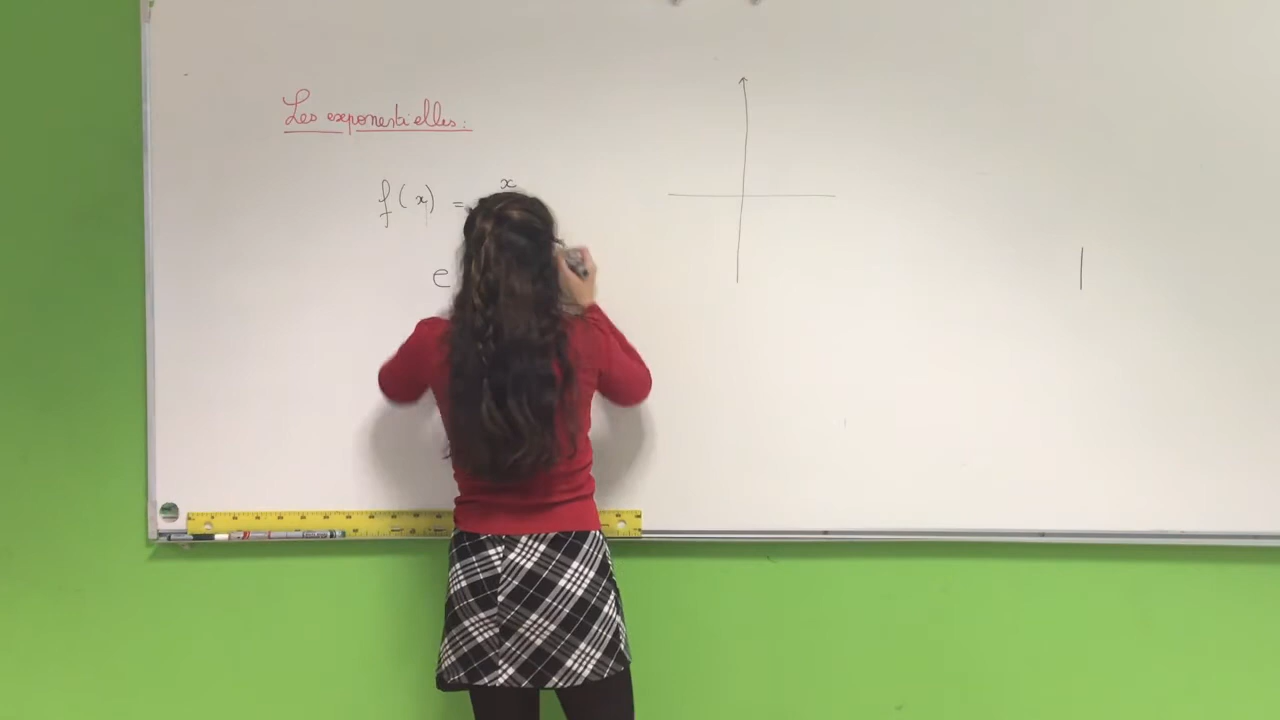 Les exponentielles :
f(x) = x
e